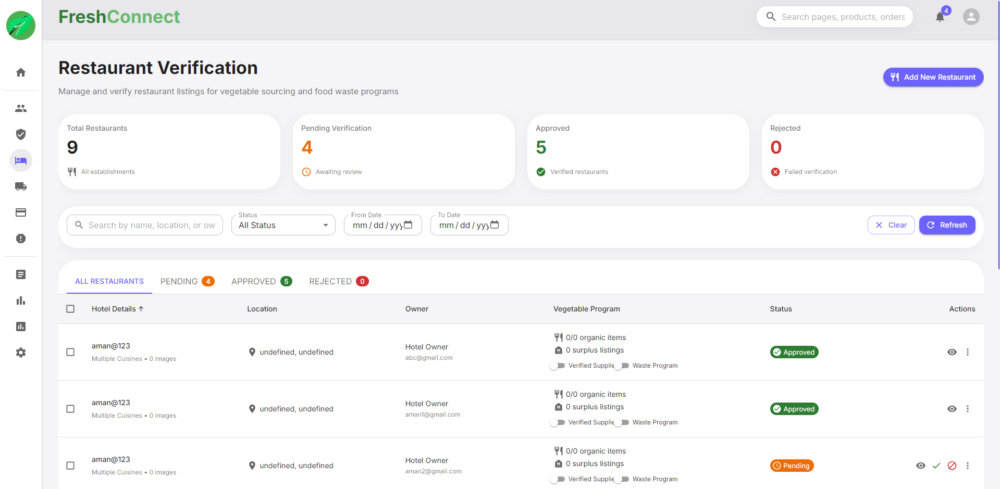 FreshConnect
Search pages, products, orders
4
Restaurant Verification
Manage and verify restaurant listings for vegetable sourcing and food waste programs
Add New Restaurant
Total Restaurants
9
All establishments
Pending Verification
4
Awaiting review
Approved
5
Verified restaurants
Rejected
0
Failed verification
Search by name, location, or ow
Status
All Status
From Date
mm/dd/yyy
To Date
mm/dd/yyy
Clear
Refresh
ALL RESTAURANTS PENDING 4 APPROVED 5 REJECTED 0
Hotel Details ↑ Location Owner Vegetable Program Status Actions
aman@123
Multiple Cuisines • 0 images
undefined, undefined
Hotel Owner
abc@gmail.com
0/0 organic items
0 surplus listings
Verified Supplie Waste Program
Approved
aman@123
Multiple Cuisines • 0 images
undefined, undefined
Hotel Owner
aman1@gmail.com
0/0 organic items
0 surplus listings
Verified Supplie Waste Program
Approved
aman@123
Multiple Cuisines • 0 images
undefined, undefined
Hotel Owner
aman2@gmail.com
0/0 organic items
0 surplus listings
Verified Supplie Waste Program
Pending